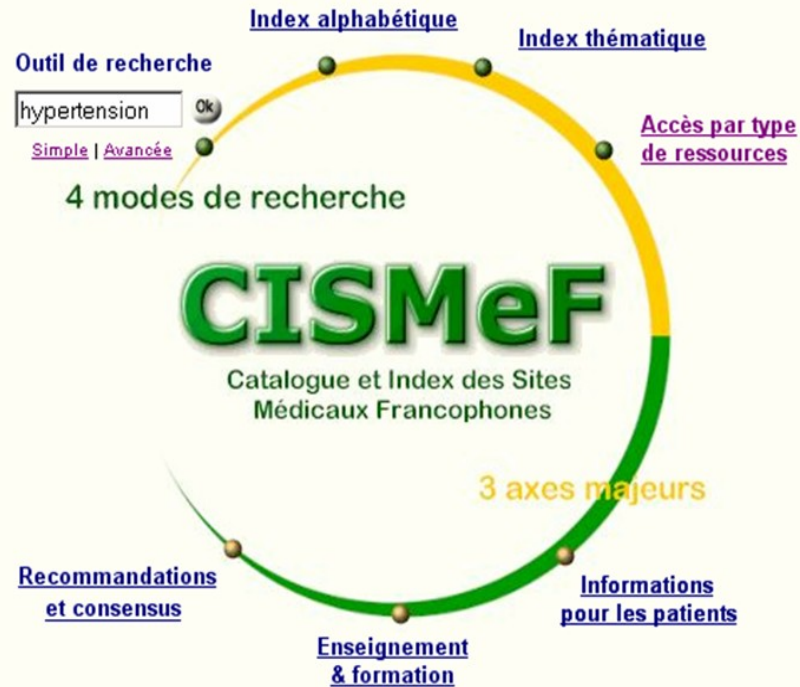 Index alphabétique
Index thématique
Outil de recherche
hypertension Ok
Simple | Avancée
Accès par type
de ressources
4 modes de recherche
CISMeF
Catalogue et Index des Sites
Médicaux Francophones
3 axes majeurs
Recommandations
et consensus
Enseignement
& formation
Informations
pour les patients